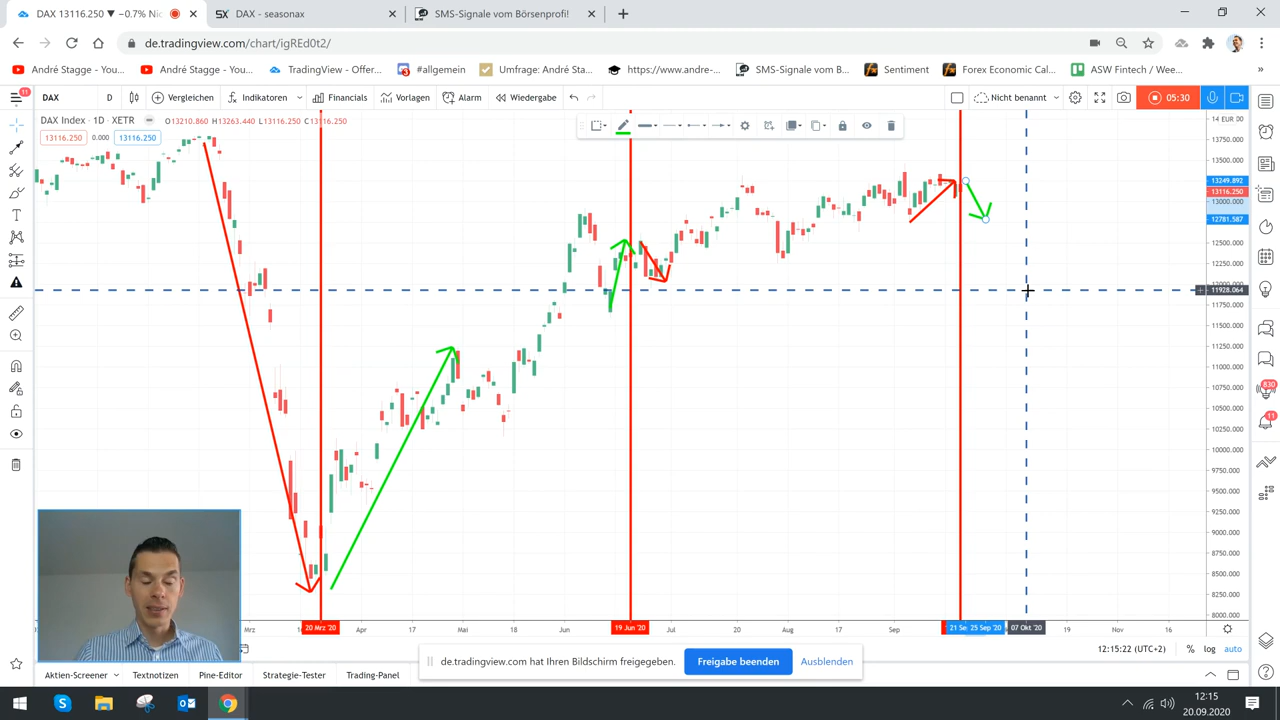 DAX 13116.250 ▼ −0.7% Nic
DAX - seasonax
SMS-Signale vom Börsenprofi!
de.tradingview.com/chart/igREd0t2/
André Stagge - You...
André Stagge - You...
TradingView - Offer...
#allgemein
Umfrage: André Sta...
https://www.andre-...
SMS-Signale vom B...
Sentiment
Forex Economic Cal...
ASW Fintech / Wee...
11
DAX
D
Vergleichen
Indikatoren
Financials
Vorlagen
Alarm
Wiedergabe
Nicht benannt
05:30
DAX Index · 1D · XETR
O13210.860 H13263.440 L13116.250 C13116.250
13116.250
0.000
13116.250
13750.000
13500.000
13249.892
13116.250
13000.000
12781.587
12500.000
12250.000
12000.000
11928.064
11750.000
11500.000
11250.000
11000.000
10750.000
10500.000
10250.000
10000.000
9750.000
9500.000
9250.000
9000.000
8750.000
8500.000
8250.000
8000.000
830
11
Mrz
20 Mrz '20
Apr
Mai
18
Jun
19 Jun '20
Jul
20
Aug
Sep
21 Se
25 Sep '20
07 Okt '20
19
Nov
16
12:15:22 (UTC+2)
%
log
auto
de.tradingview.com hat Ihren Bildschirm freigegeben.
Freigabe beenden
Ausblenden
Aktien-Screener
Textnotizen
Pine-Editor
Strategie-Tester
Trading-Panel
12:15
20.09.2020